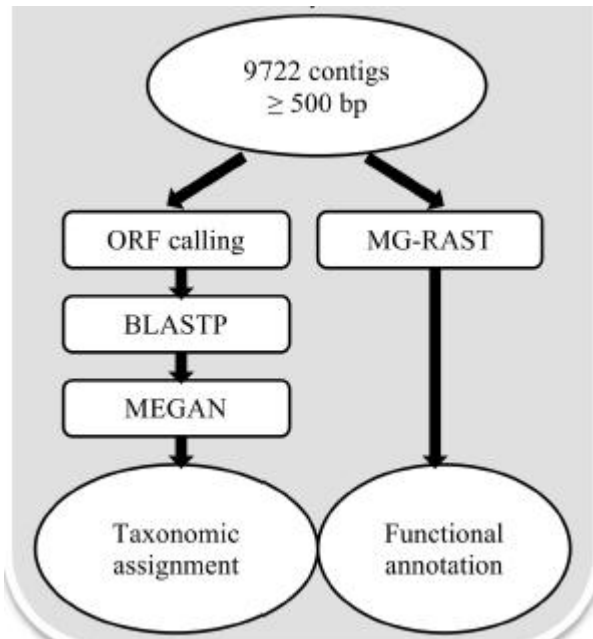 9722 contigs
≥ 500 bp
ORF calling
MG-RAST
BLASTP
MEGAN
Taxonomic
assignment
Functional
annotation